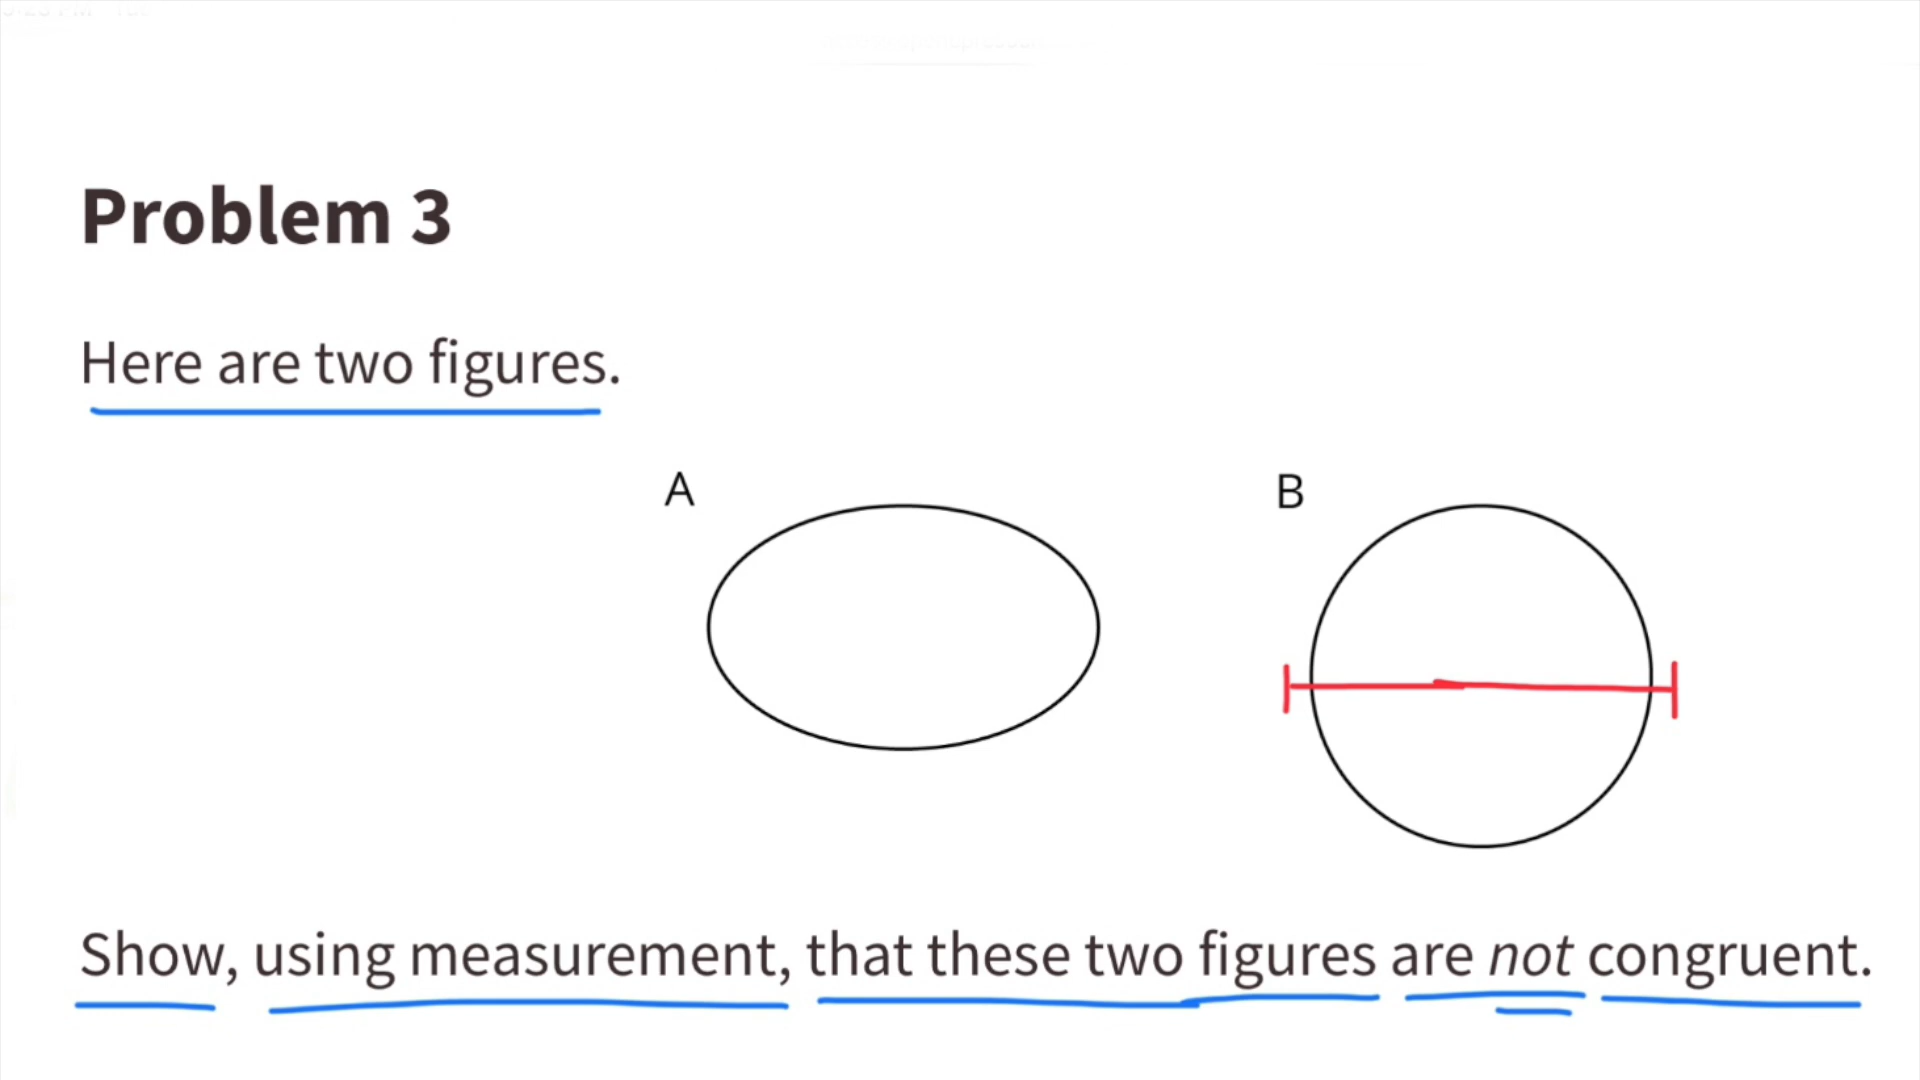 Problem 3
Here are two figures.
A
B
Show, using measurement, that these two figures are not congruent.